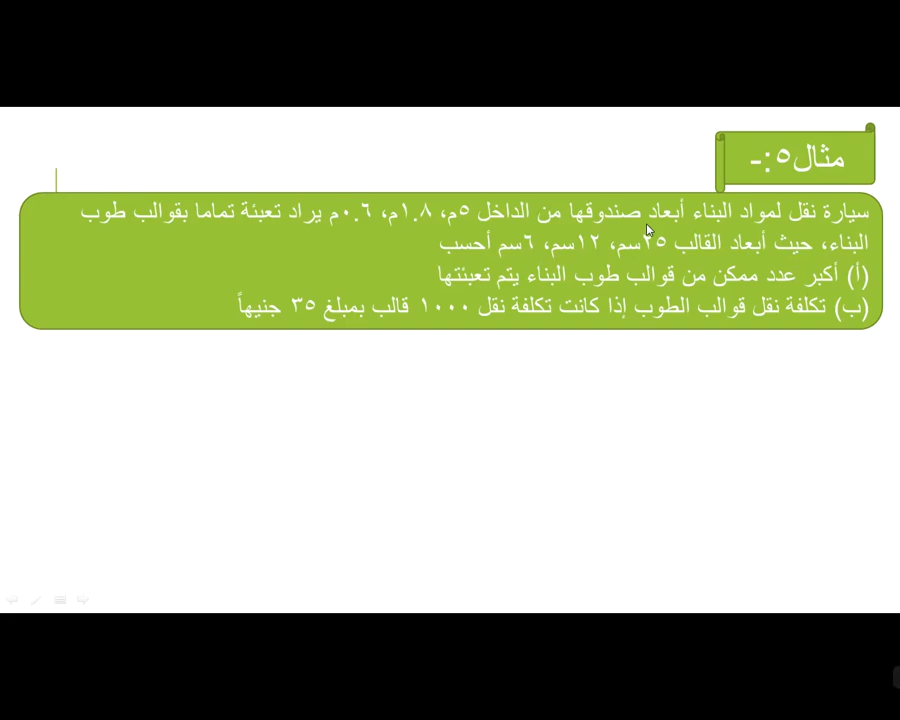 مثال٥:-
سيارة نقل لمواد البناء أبعاد صندوقها من الداخل ٥م، ١.٨م، ٠.٦م يراد تعبئة تماما بقوالب طوب
البناء، حيث أبعاد القالب ٢٥سم، ١٢سم، ٦سم أحسب
(أ) أكبر عدد ممكن من قوالب طوب البناء يتم تعبئتها
(ب) تكلفة نقل قوالب الطوب إذا كانت تكلفة نقل ١٠٠٠ قالب بمبلغ ٣٥ جنيهاً